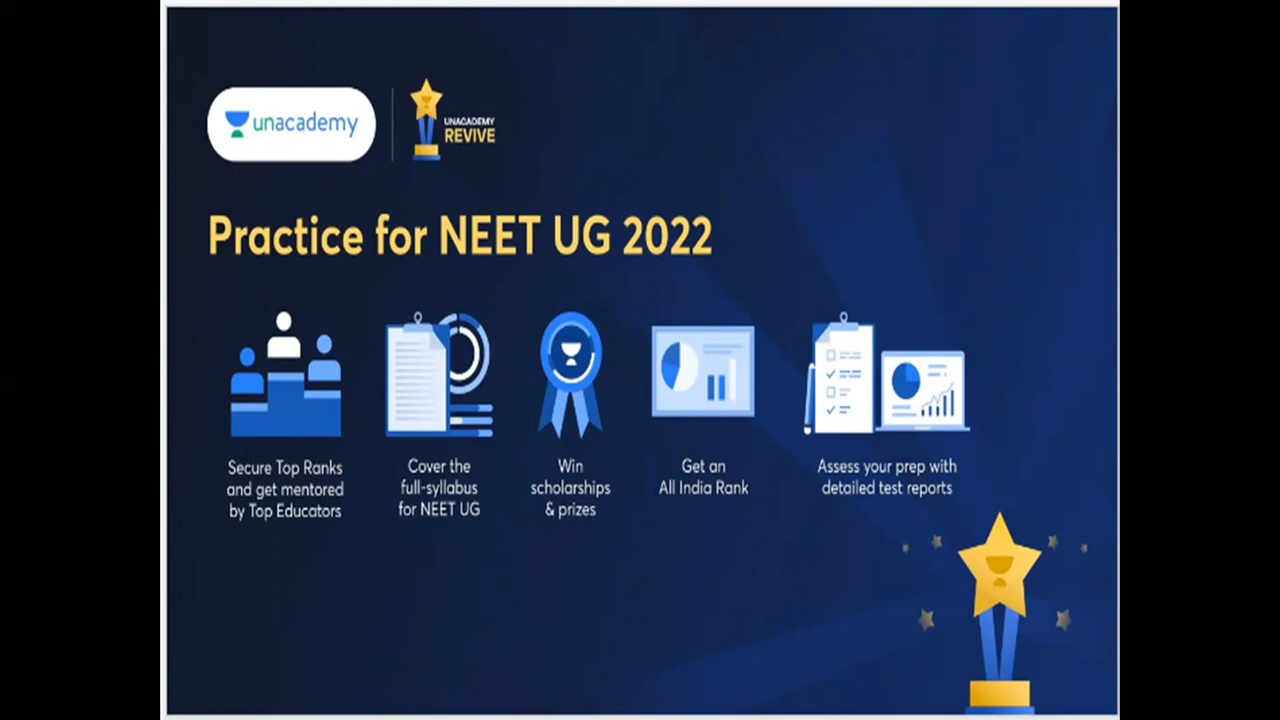 unacademy
UNACADEMY
REVIVE
Practice for NEET UG 2022
Secure Top Ranks
and get mentored
by Top Educators
Cover the
full-syllabus
for NEET UG
Win
scholarships
& prizes
Get an
All India Rank
Assess your prep with
detailed test reports